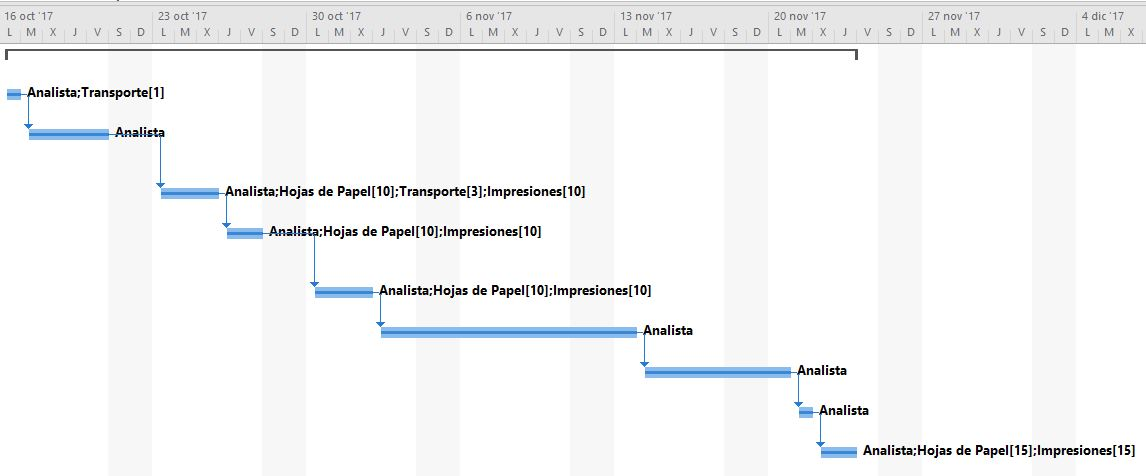 16 oct '17 23 oct '17 30 oct '17 6 nov '17 13 nov '17 20 nov '17 27 nov '17 4 dic '17
L M X J V S D L M X J V S D L M X J V S D L M X J V S D L M X J V S D L M X J V S D L M X J V S D L M X
Analista;Transporte[1]
Analista
Analista;Hojas de Papel[10];Transporte[3];Impresiones[10]
Analista;Hojas de Papel[10];Impresiones[10]
Analista;Hojas de Papel[10];Impresiones[10]
Analista
Analista
Analista
Analista;Hojas de Papel[15];Impresiones[15]